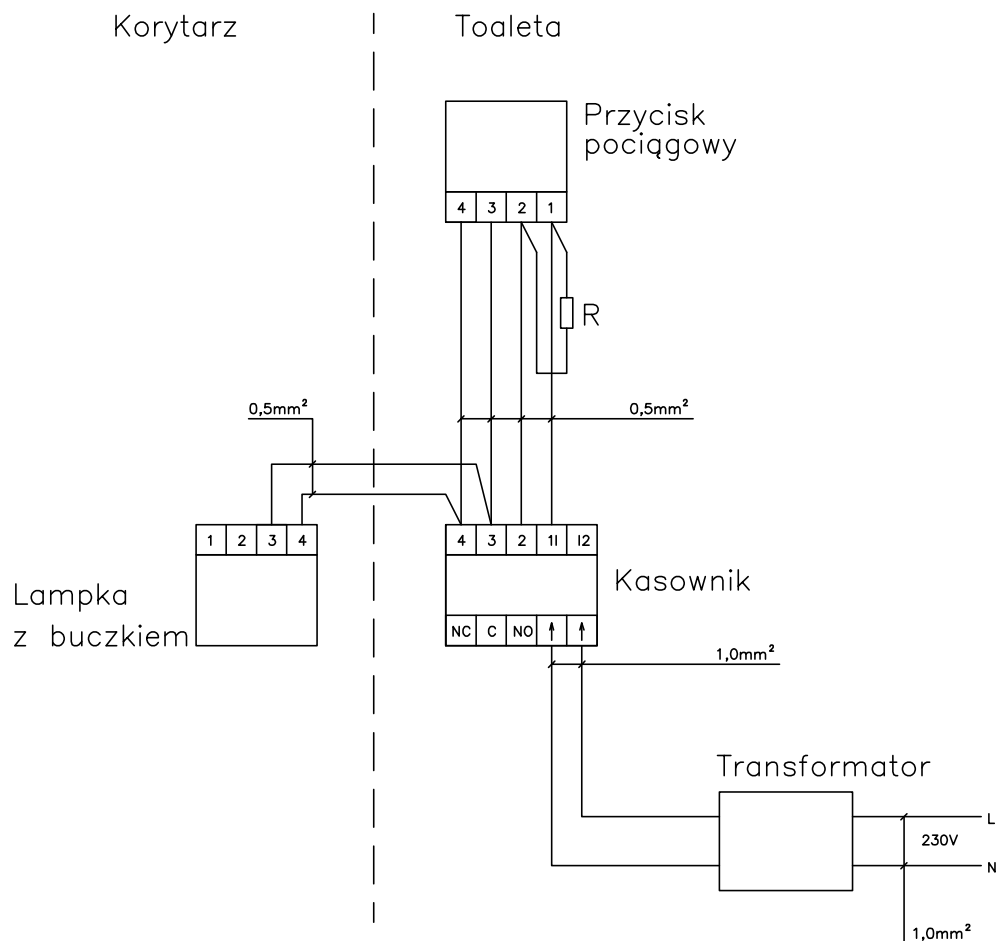 Korytarz
Toaleta
Przycisk
pociągowy
4 3 2 1
R
0,5mm²
0,5mm²
1 2 3 4
4 3 2 1I I2
Lampka
z buczkiem
Kasownik
NC C NO
1,0mm²
Transformator
L
230V
N
1,0mm²